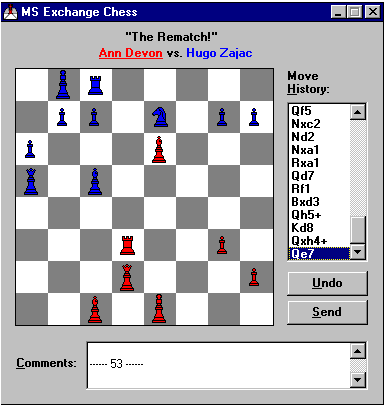 MS Exchange Chess
"The Rematch!"
Ann Devon vs. Hugo Zajac
Move
History:
Qf5
Nxc2
Nd2
Nxa1
Rxa1
Qd7
Rf1
Bxd3
Qh5+
Kd8
Qxh4+
Qe7
Undo
Send
Comments:
------ 53 ------